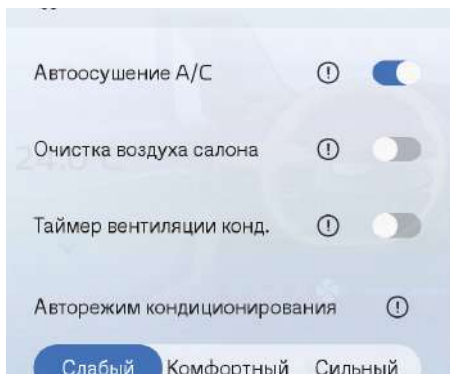 Автоосушение A/C
Очистка воздуха салона
Таймер вентиляции конд.
Авторежим кондиционирования
Слабый Комфортный Сильный